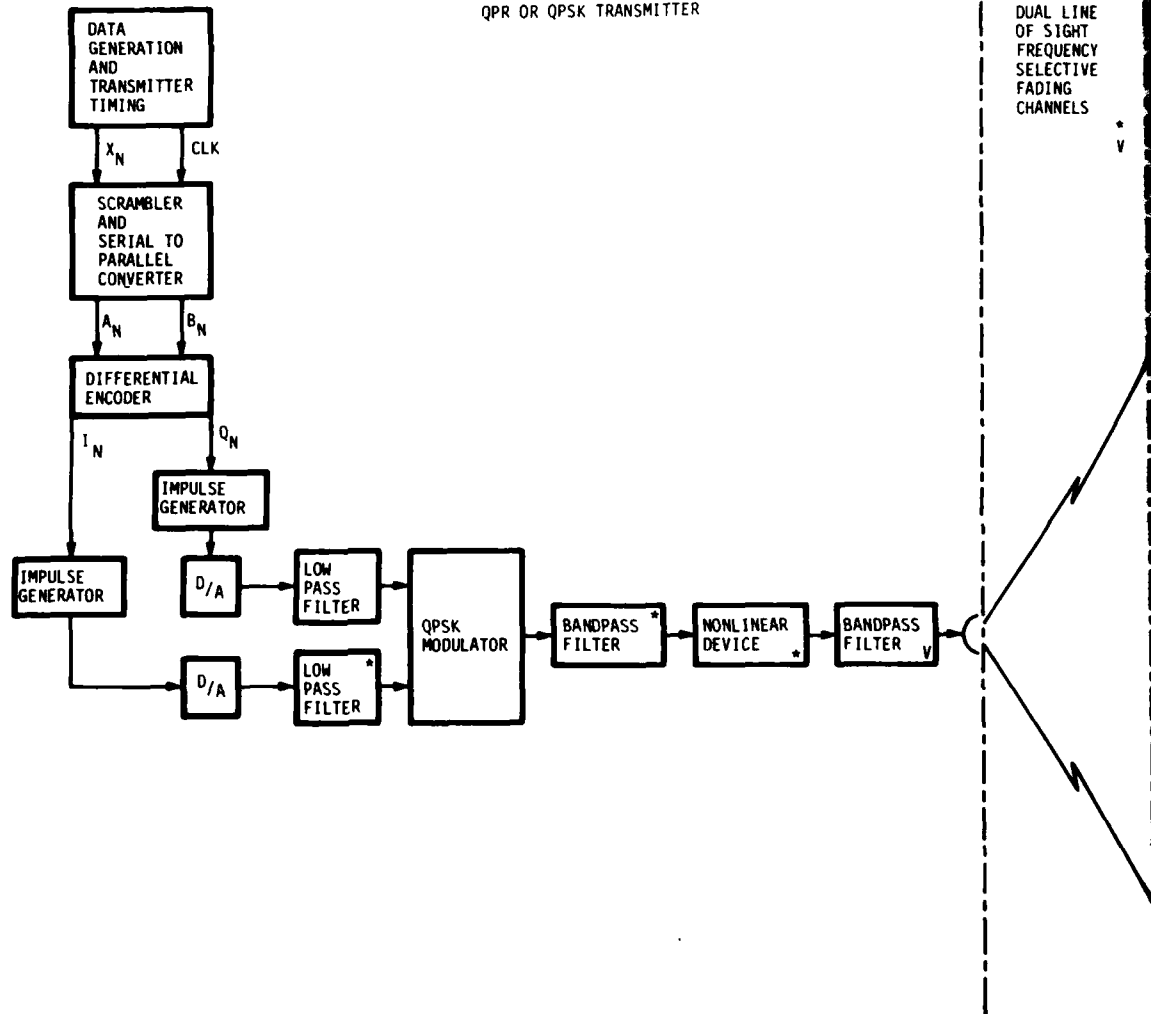 QPR OR QPSK TRANSMITTER
DATA
GENERATION
AND
TRANSMITTER
TIMING
X_N
CLK
SCRAMBLER
AND
SERIAL TO
PARALLEL
CONVERTER
A_N
B_N
DIFFERENTIAL
ENCODER
I_N
Q_N
IMPULSE
GENERATOR
IMPULSE
GENERATOR
D/A
LOW
PASS
FILTER
D/A
LOW *
PASS
FILTER
QPSK
MODULATOR
BANDPASS *
FILTER
NONLINEAR
DEVICE *
BANDPASS
FILTER V
DUAL LINE
OF SIGHT
FREQUENCY
SELECTIVE
FADING
CHANNELS
*
V